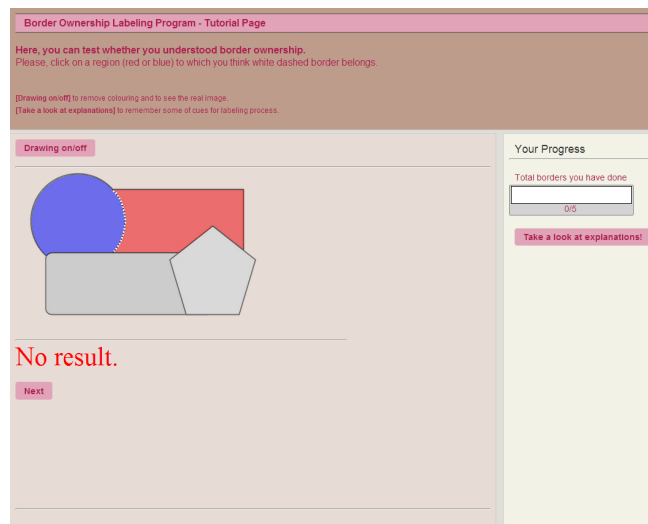 Border Ownership Labeling Program - Tutorial Page
Here, you can test whether you understood border ownership.
Please, click on a region (red or blue) to which you think white dashed border belongs.
[Drawing on/off] to remove colouring and to see the real image.
[Take a look at explanations] to remember some of cues for labeling process.
Drawing on/off
No result.
Next
Your Progress
Total borders you have done
0/5
Take a look at explanations!